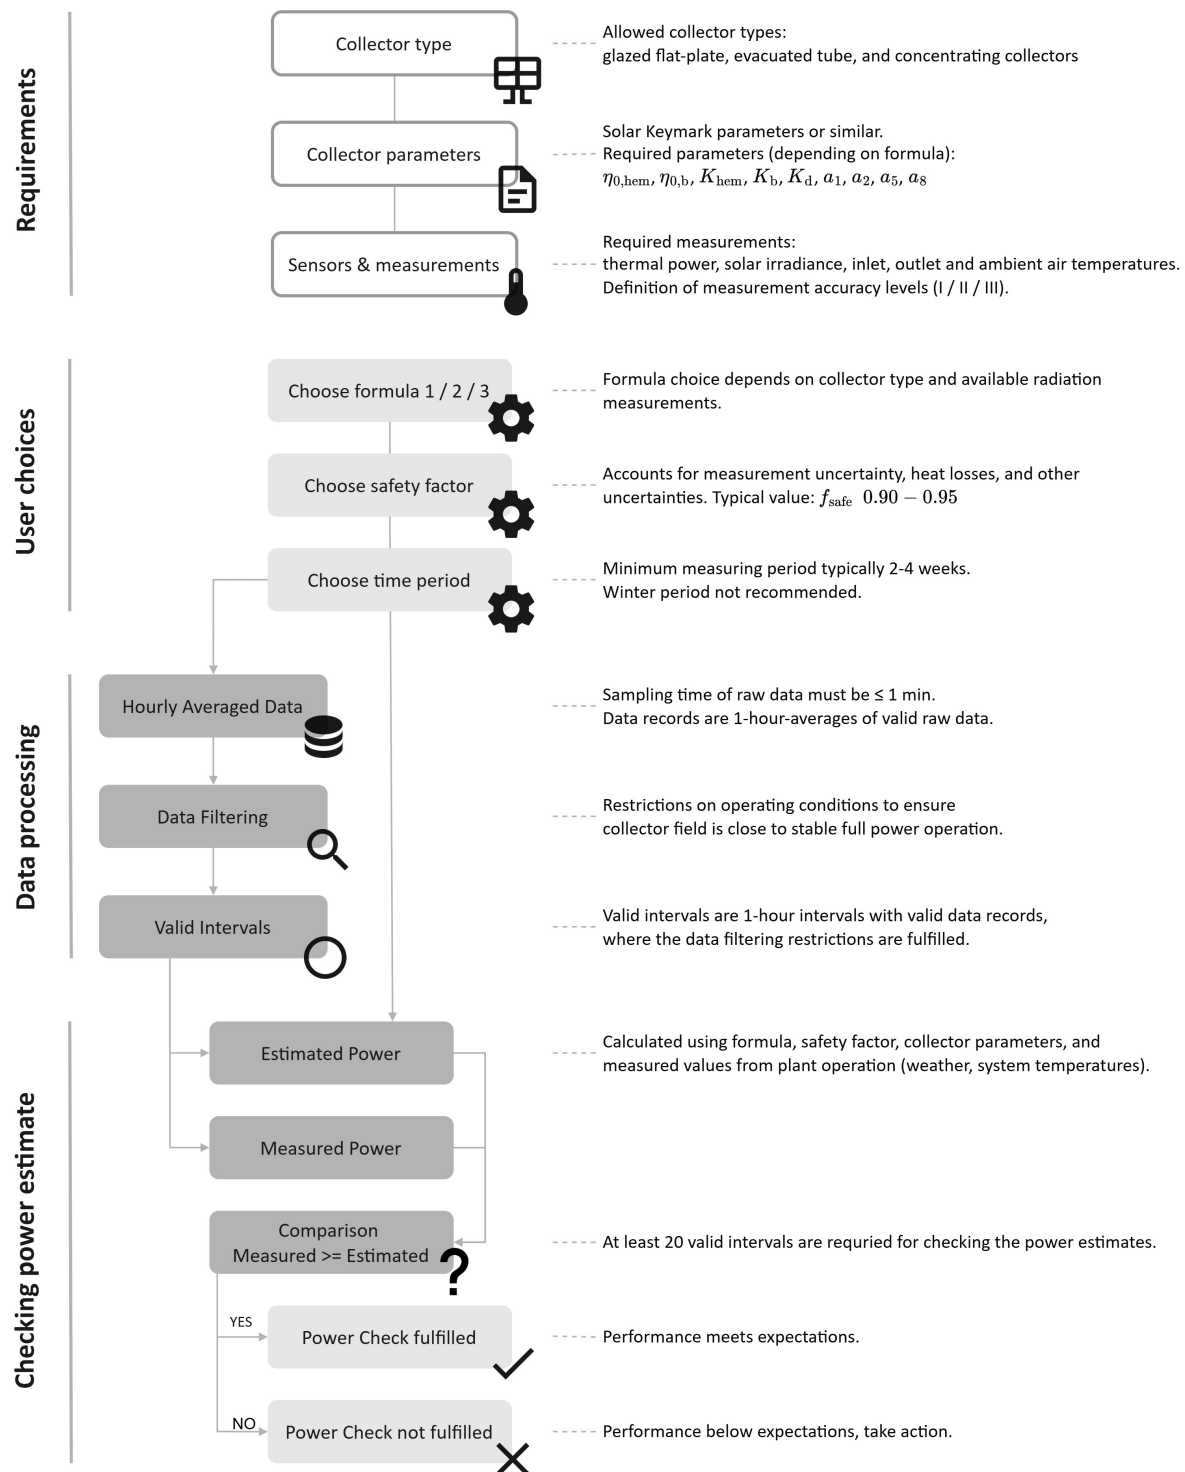 Requirements
Collector type
Allowed collector types:
glazed flat-plate, evacuated tube, and concentrating collectors
Collector parameters
Solar Keymark parameters or similar.
Required parameters (depending on formula):
η0,hem, η0,b, Khem, Kb, Kd, a1, a2, a5, a8
Sensors & measurements
Required measurements:
thermal power, solar irradiance, inlet, outlet and ambient air temperatures.
Definition of measurement accuracy levels (I / II / III).
User choices
Choose formula 1 / 2 / 3
Formula choice depends on collector type and available radiation
measurements.
Choose safety factor
Accounts for measurement uncertainty, heat losses, and other
uncertainties. Typical value: fsafe 0.90 − 0.95
Choose time period
Minimum measuring period typically 2-4 weeks.
Winter period not recommended.
Data processing
Hourly Averaged Data
Sampling time of raw data must be ≤ 1 min.
Data records are 1-hour-averages of valid raw data.
Data Filtering
Restrictions on operating conditions to ensure
collector field is close to stable full power operation.
Valid Intervals
Valid intervals are 1-hour intervals with valid data records,
where the data filtering restrictions are fulfilled.
Checking power estimate
Estimated Power
Calculated using formula, safety factor, collector parameters, and
measured values from plant operation (weather, system temperatures).
Measured Power
Comparison
Measured >= Estimated
?
At least 20 valid intervals are requried for checking the power estimates.
YES
Power Check fulfilled
Performance meets expectations.
NO
Power Check not fulfilled
Performance below expectations, take action.